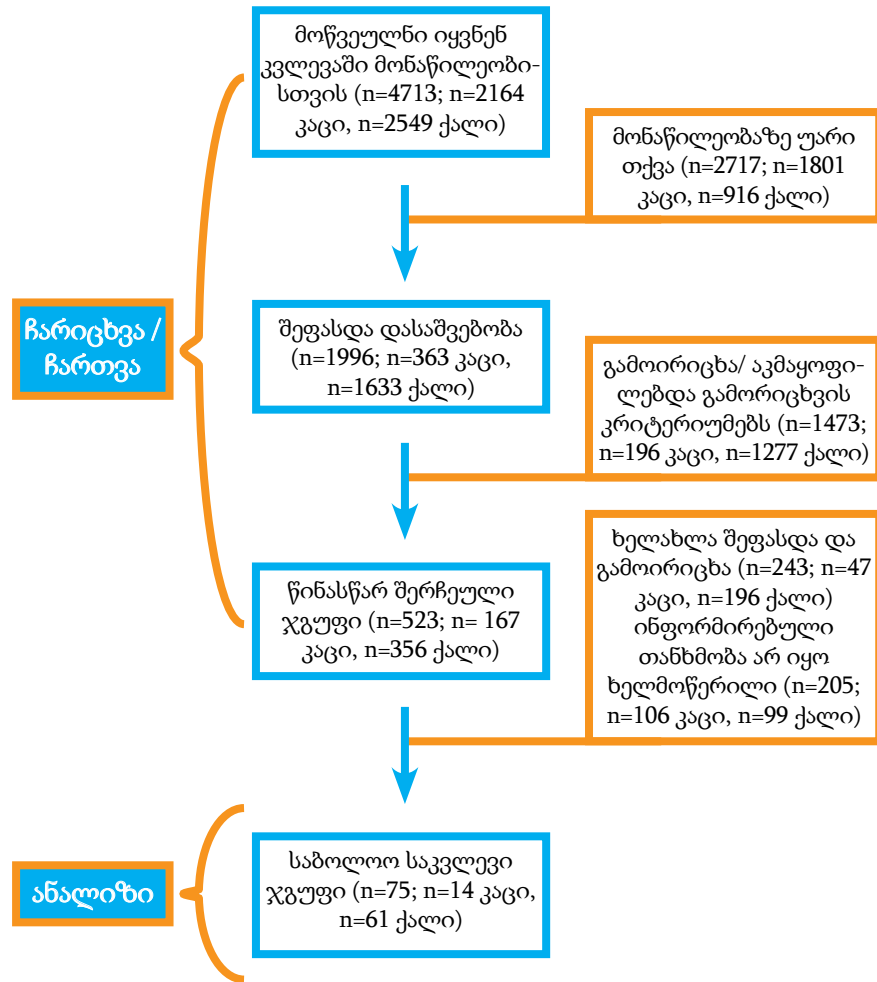 მოწვეულნი იყვნენ
კვლევაში მონაწილეობი-
სთვის (n=4713; n=2164
კაცი, n=2549 ქალი)
მონაწილეობაზე უარი
თქვა (n=2717; n=1801
კაცი, n=916 ქალი)
ჩარიცხვა /
ჩართვა
შეფასდა დასაშვებობა
(n=1996; n=363 კაცი,
n=1633 ქალი)
გამოირიცხა/ აკმაყოფი-
ლებდა გამორიცხვის
კრიტერიუმებს (n=1473;
n=196 კაცი, n=1277 ქალი)
წინასწარ შერჩეული
ჯგუფი (n=523; n= 167
კაცი, n=356 ქალი)
ხელახლა შეფასდა და
გამოირიცხა (n=243; n=47
კაცი, n=196 ქალი)
ინფორმირებული
თანხმობა არ იყო
ხელმოწერილი (n=205;
n=106 კაცი, n=99 ქალი)
ანალიზი
საბოლოო საკვლევი
ჯგუფი (n=75; n=14 კაცი,
n=61 ქალი)